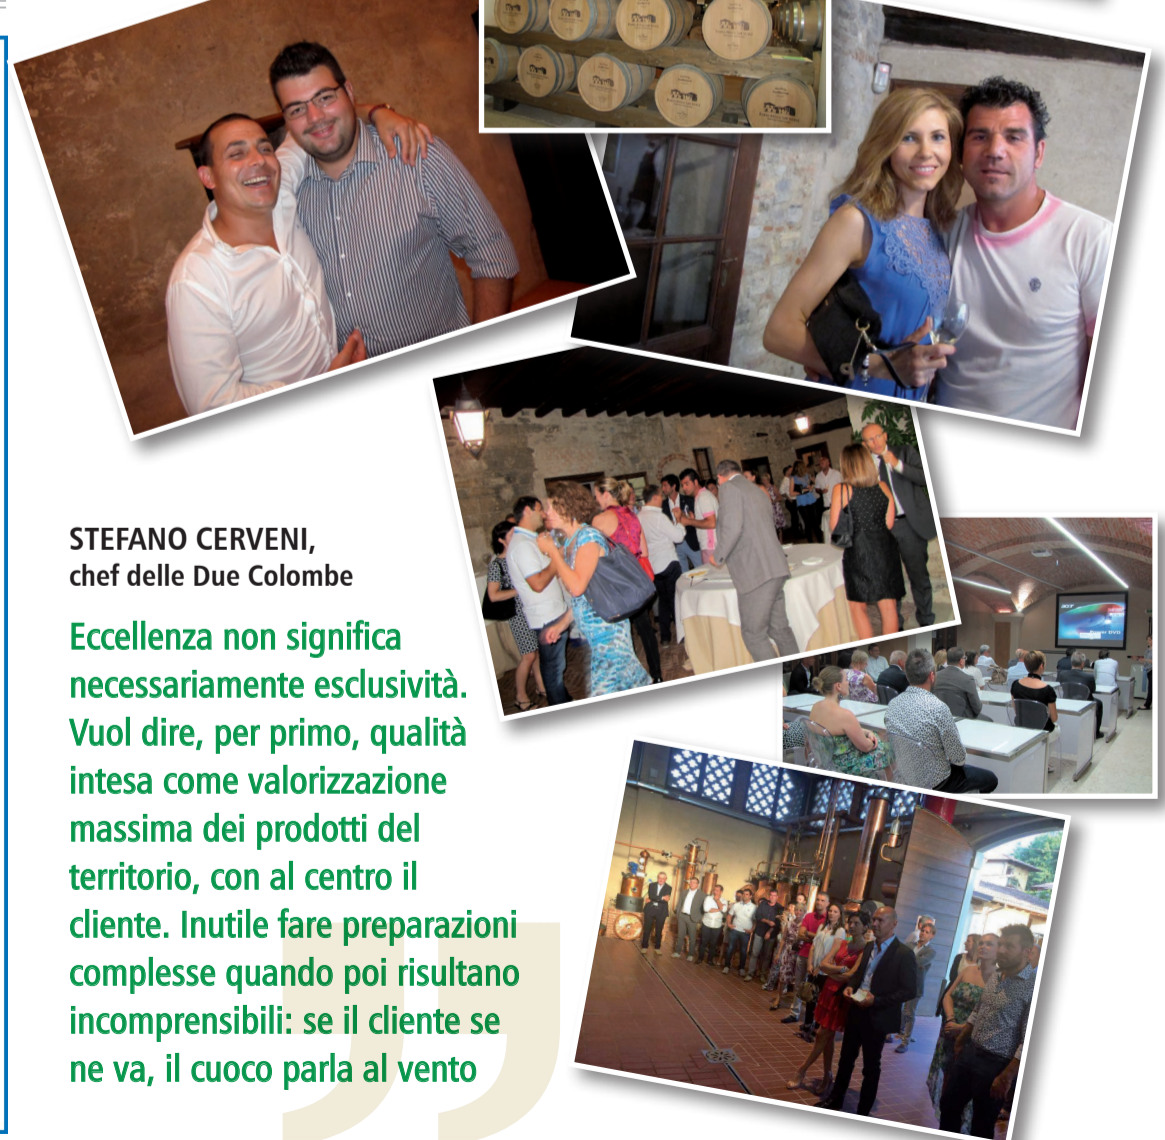 STEFANO CERVENI,
chef delle Due Colombe
Eccellenza non significa
necessariamente esclusività.
Vuol dire, per primo, qualità
intesa come valorizzazione
massima dei prodotti del
territorio, con al centro il
cliente. Inutile fare preparazioni
complesse quando poi risultano
incomprensibili: se il cliente se
ne va, il cuoco parla al vento
acer